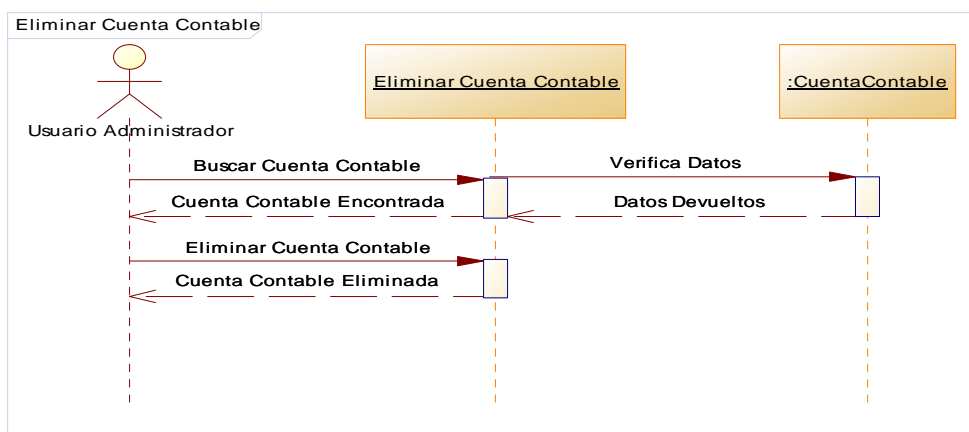 Eliminar Cuenta Contable
Eliminar Cuenta Contable
:CuentaContable
Usuario Administrador
Buscar Cuenta Contable
Verifica Datos
Cuenta Contable Encontrada
Datos Devueltos
Eliminar Cuenta Contable
Cuenta Contable Eliminada